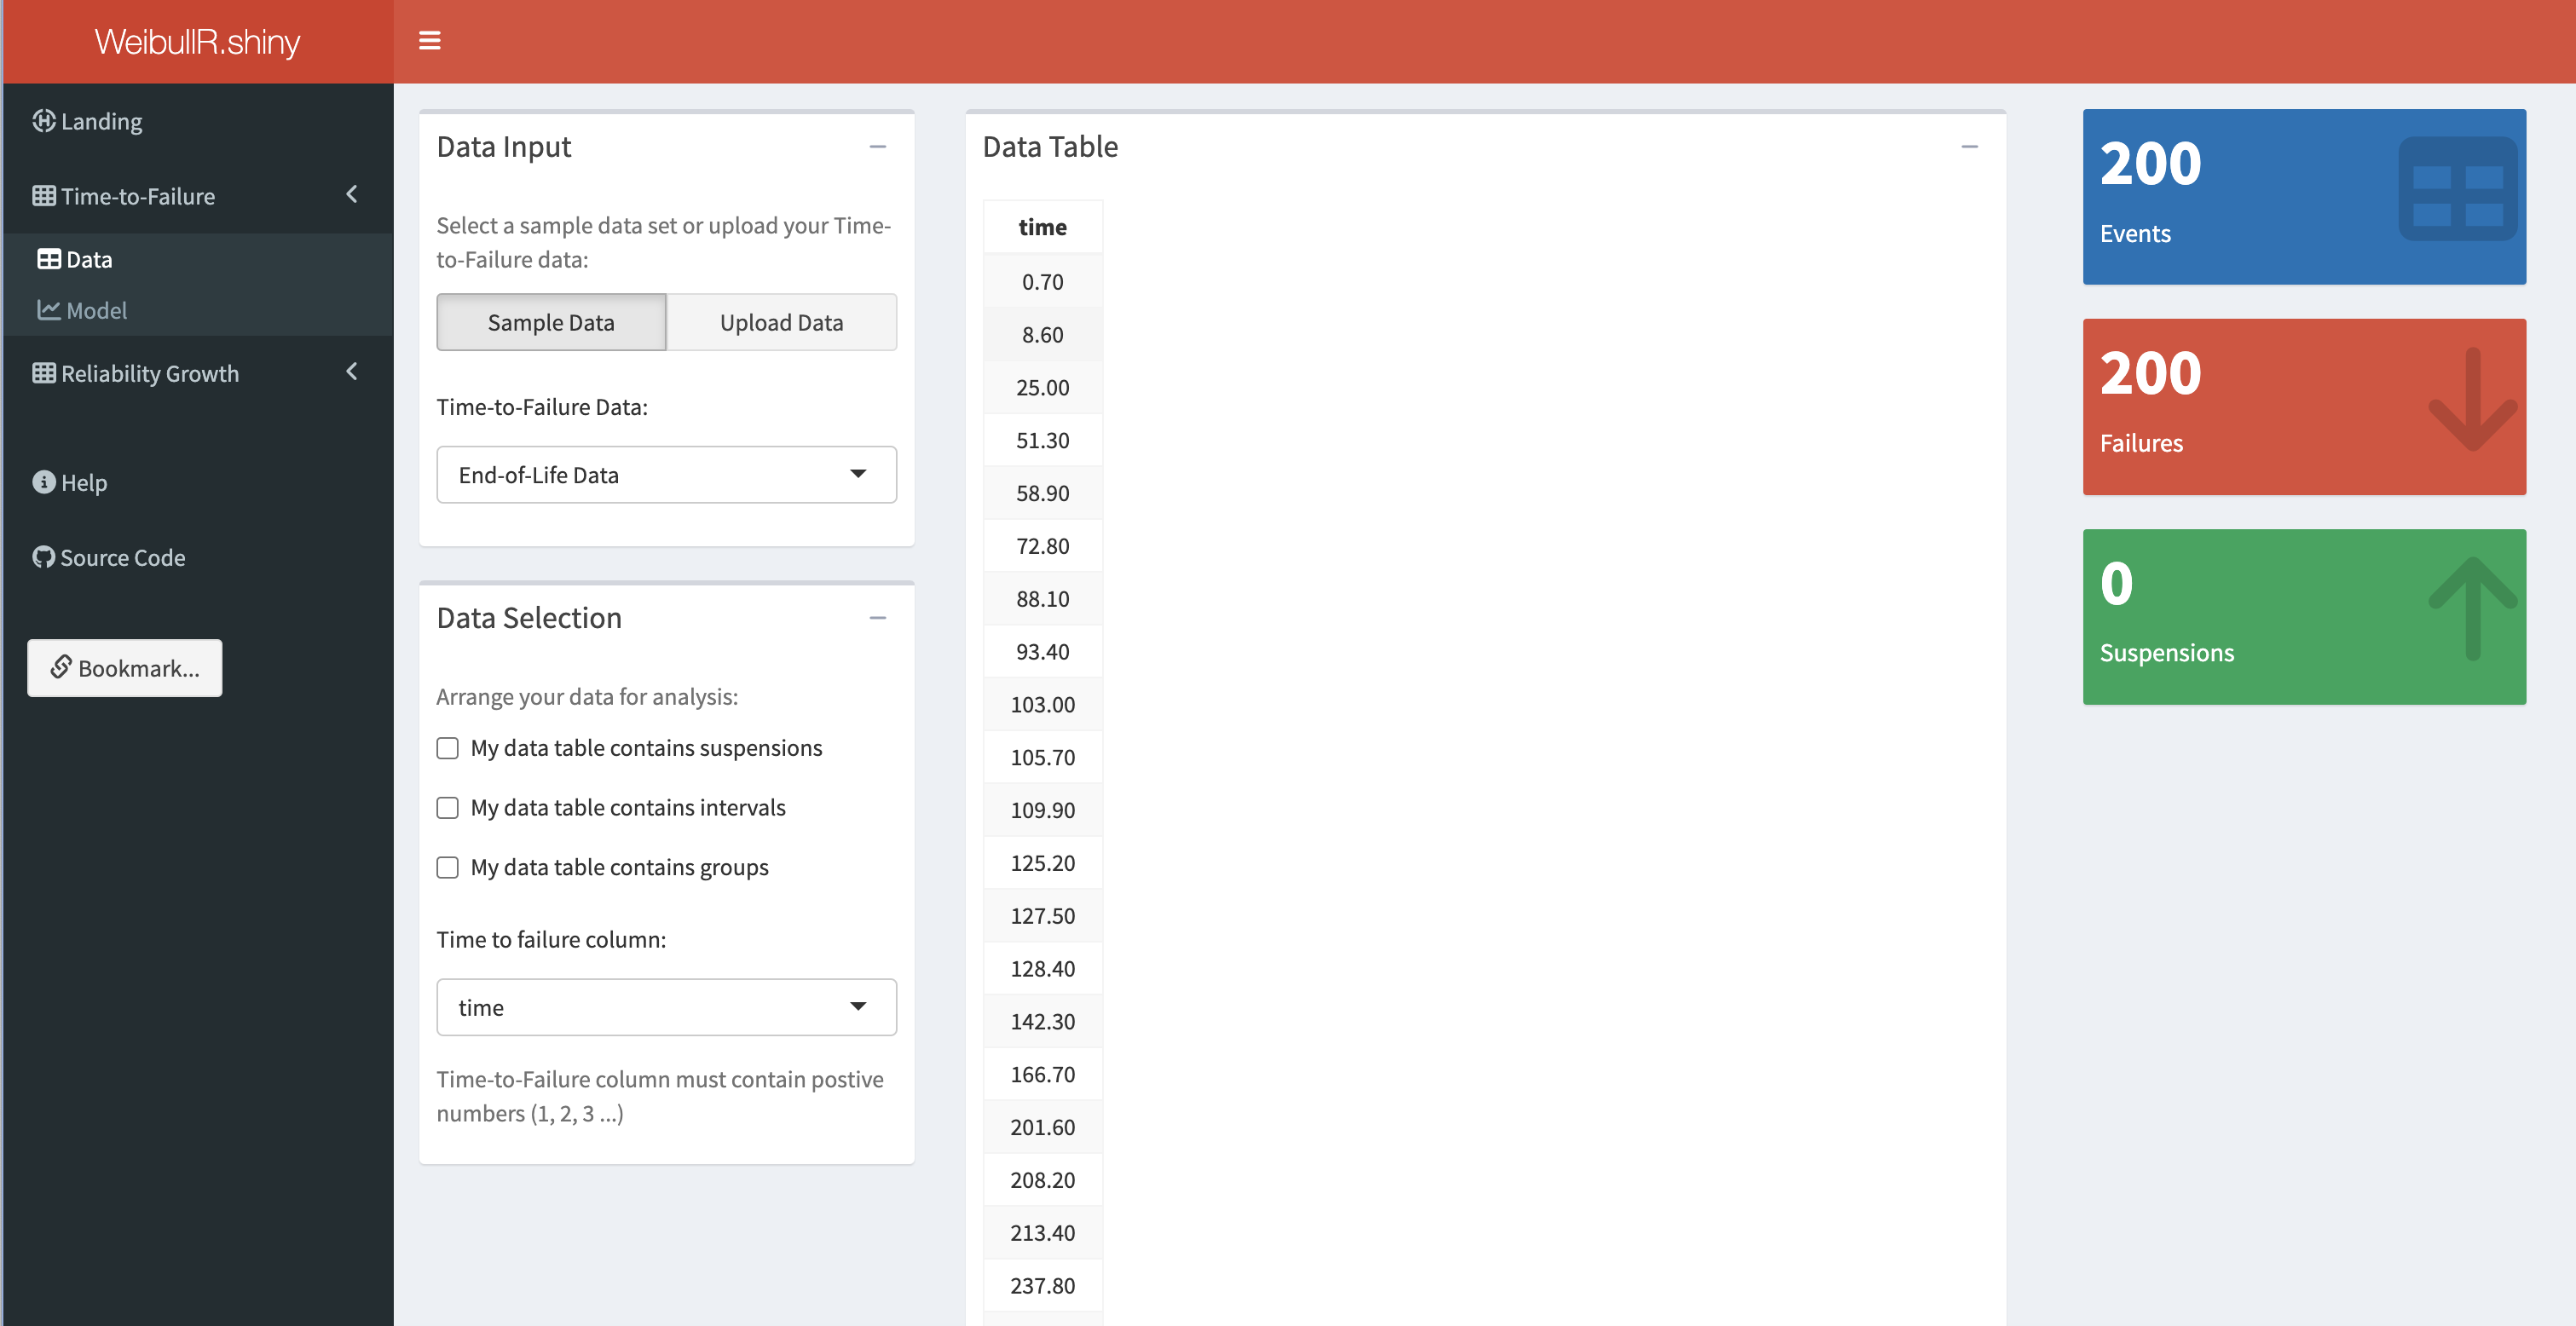 WeibullR.shiny
Landing
Time-to-Failure
Data
Model
Reliability Growth
Help
Source Code
Bookmark...
Data Input
Select a sample data set or upload your Time-
to-Failure data:
Sample Data
Upload Data
Time-to-Failure Data:
End-of-Life Data
Data Selection
Arrange your data for analysis:
My data table contains suspensions
My data table contains intervals
My data table contains groups
Time to failure column:
time
Time-to-Failure column must contain postive
numbers (1, 2, 3 ...)
Data Table
time
0.70
8.60
25.00
51.30
58.90
72.80
88.10
93.40
103.00
105.70
109.90
125.20
127.50
128.40
142.30
166.70
201.60
208.20
213.40
237.80
200
Events
200
Failures
0
Suspensions